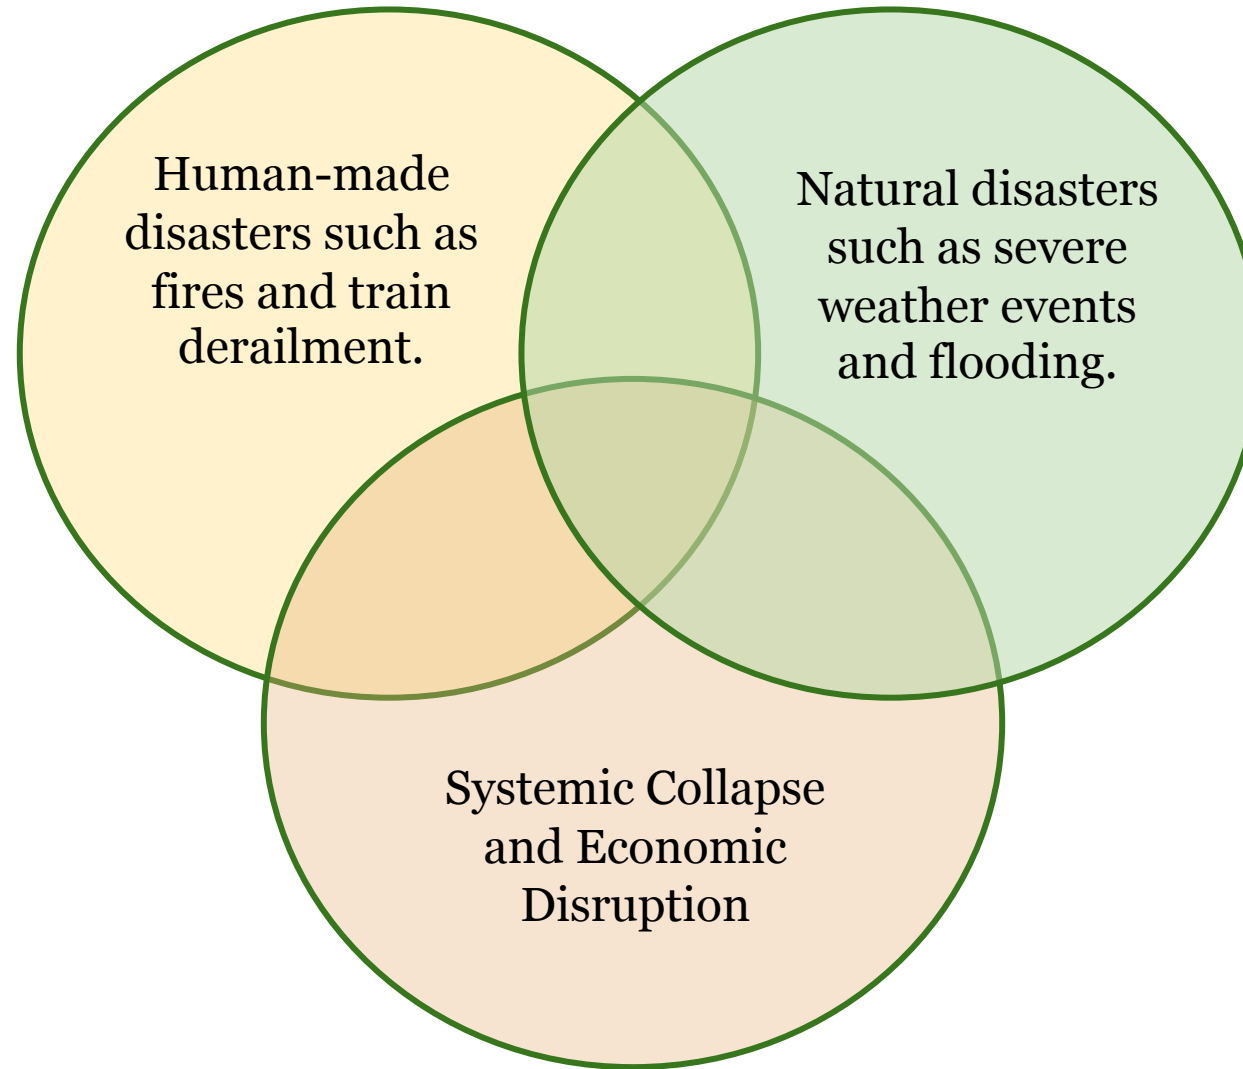 Human-made
disasters such as
fires and train
derailment.
Natural disasters
such as severe
weather events
and flooding.
Systemic Collapse
and Economic
Disruption